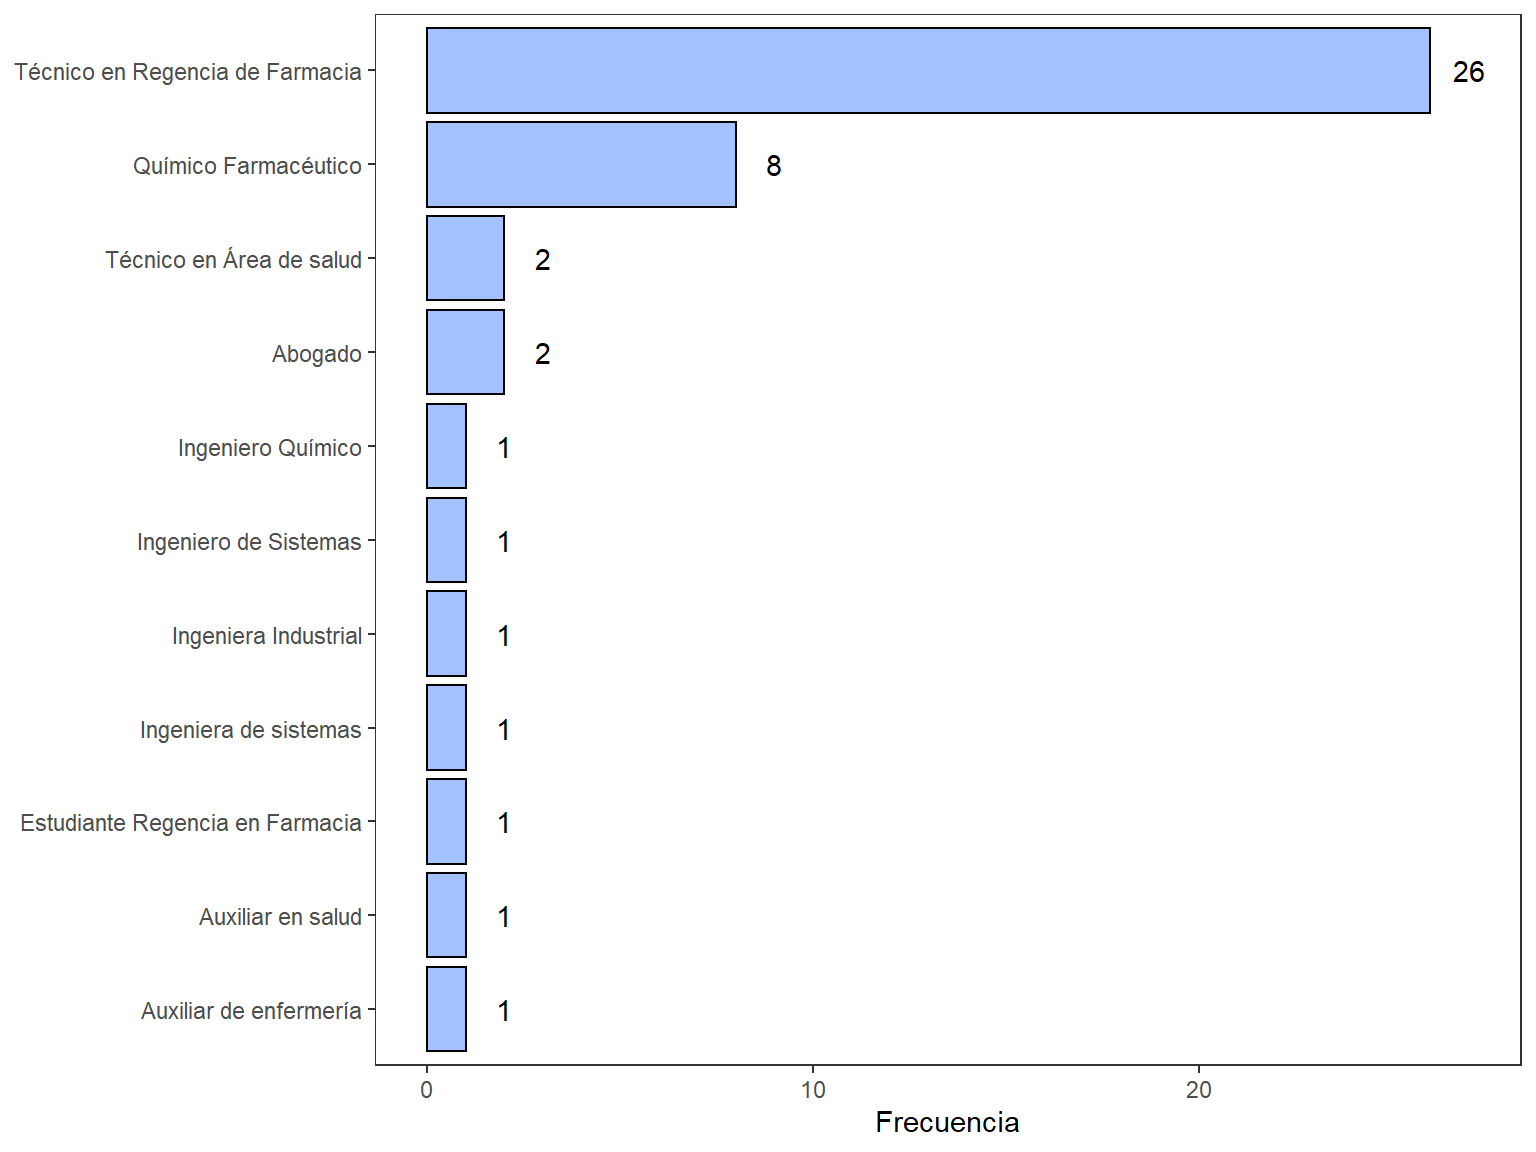 Técnico en Regencia de Farmacia 26
Químico Farmacéutico 8
Técnico en Área de salud 2
Abogado 2
Ingeniero Químico 1
Ingeniero de Sistemas 1
Ingeniera Industrial 1
Ingeniera de sistemas 1
Estudiante Regencia en Farmacia 1
Auxiliar en salud 1
Auxiliar de enfermería 1
0 10 20
Frecuencia